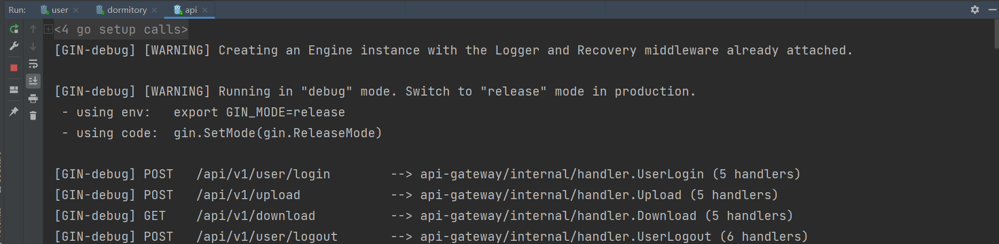 Run: user dormitory api
<4 go setup calls>
[GIN-debug] [WARNING] Creating an Engine instance with the Logger and Recovery middleware already attached.
[GIN-debug] [WARNING] Running in "debug" mode. Switch to "release" mode in production.
- using env: export GIN_MODE=release
- using code: gin.SetMode(gin.ReleaseMode)
[GIN-debug] POST /api/v1/user/login --> api-gateway/internal/handler.UserLogin (5 handlers)
[GIN-debug] POST /api/v1/upload --> api-gateway/internal/handler.Upload (5 handlers)
[GIN-debug] GET /api/v1/download --> api-gateway/internal/handler.Download (5 handlers)
[GIN-debug] POST /api/v1/user/logout --> api-gateway/internal/handler.UserLogout (6 handlers)